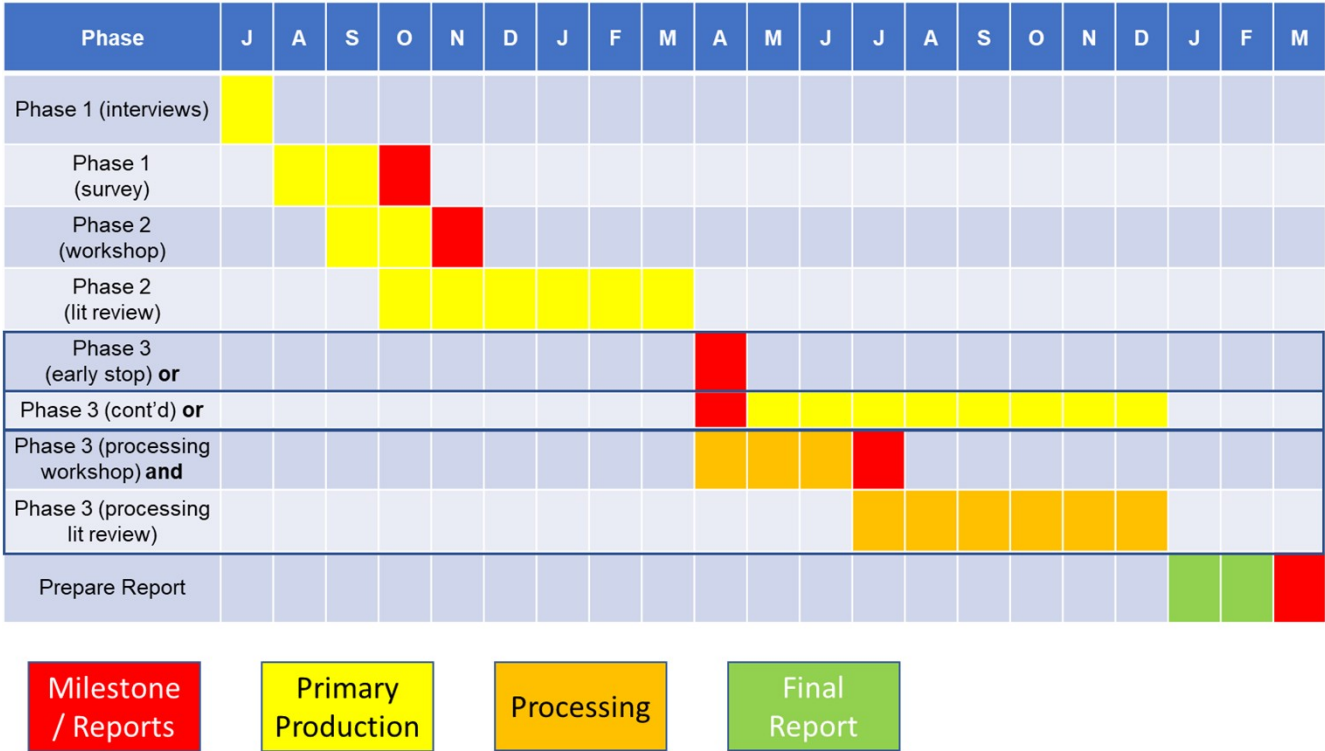 Phase J A S O N D J F M A M J J A S O N D J F M
Phase 1 (interviews)
Phase 1
(survey)
Phase 2
(workshop)
Phase 2
(lit review)
Phase 3
(early stop) or
Phase 3 (cont’d) or
Phase 3 (processing
workshop) and
Phase 3 (processing
lit review)
Prepare Report
Milestone
/ Reports
Primary
Production
Processing
Final
Report